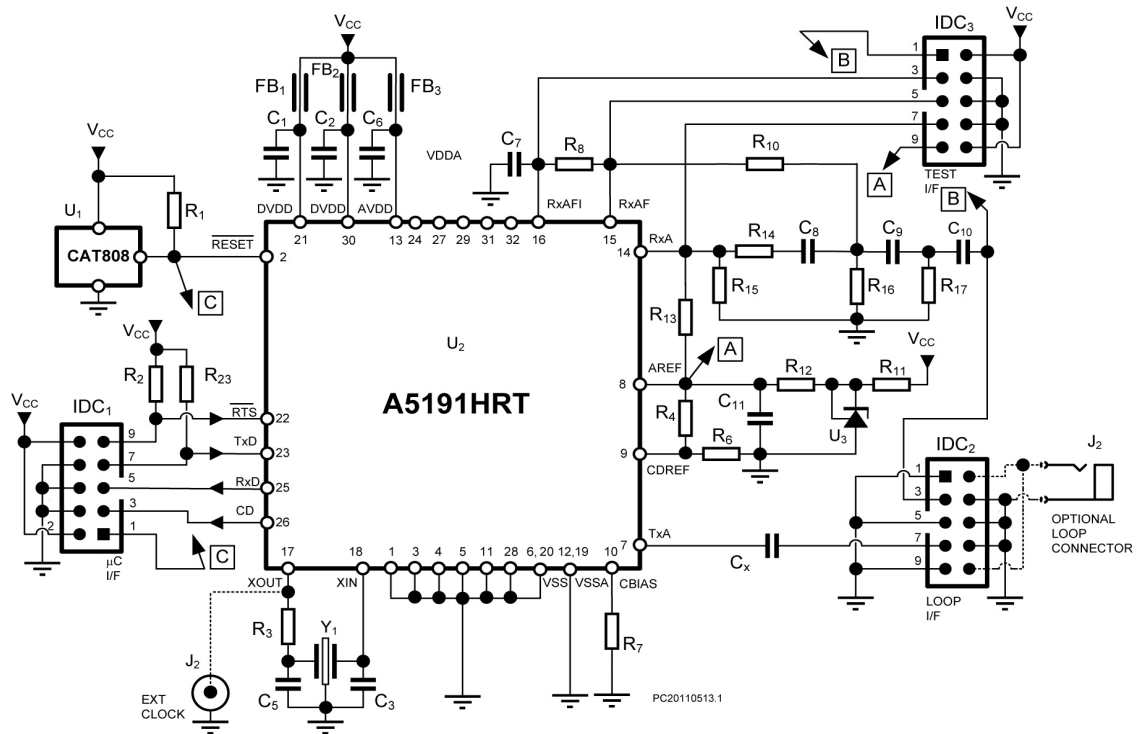 VCC
IDC3
VCC
1
3
5
7
9
B
A
TEST
I/F
B
FB1
FB2
FB3
C1
C2
C6
VDDA
C7
R8
R10
VCC
R1
U1
CAT808
RESET
2
C
DVDD
DVDD
AVDD
RxAFI
RxAF
21
30
13
24
27
29
31
32
16
15
14
RxA
R14
C8
C9
C10
R15
R16
R17
R13
U2
A5191HRT
A
AREF
8
R12
R11
VCC
R4
C11
U3
R6
9
CDREF
VCC
R2
R23
VCC
IDC1
9
7
5
3
2
1
μC
I/F
RTS
22
TxD
23
RxD
25
CD
26
C
IDC2
1
3
5
7
9
LOOP
I/F
J2
OPTIONAL
LOOP
CONNECTOR
7
TxA
Cx
17
18
1
3
4
5
11
28
6, 20
12,19
10
XOUT
XIN
VSS
VSSA
CBIAS
R3
Y1
C5
C3
R7
J2
EXT
CLOCK
PC20110513.1